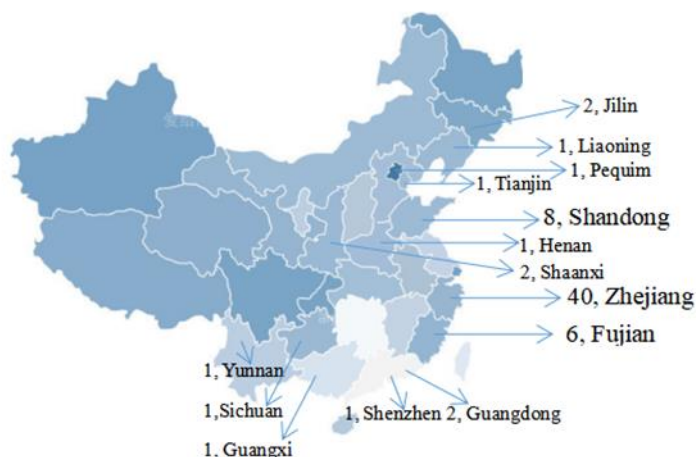 2, Jilin
1, Liaoning
1, Pequim
1, Tianjin
8, Shandong
1, Henan
2, Shaanxi
40, Zhejiang
6, Fujian
1, Yunnan
1,Sichuan
1, Shenzhen 2, Guangdong
1, Guangxi